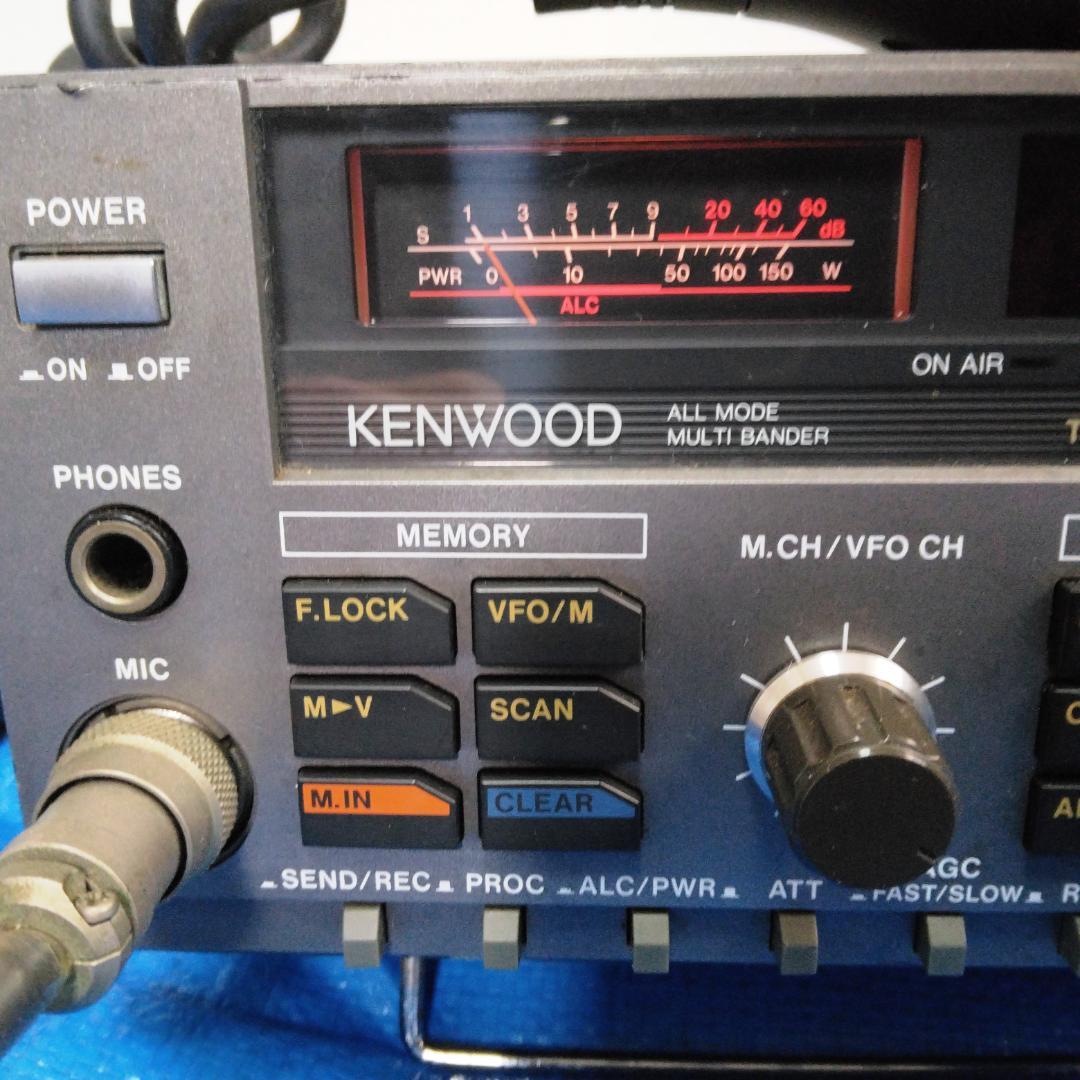 POWER
ON OFF
PHONES
MIC
S 1 3 5 7 9 20 40 60 dB
PWR 0 10 50 100 150 W
ALC
ON AIR
KENWOOD
ALL MODE
MULTI BANDER
T
MEMORY
M.CH/VFO CH
F.LOCK VFO/M
M►V SCAN
M.IN CLEAR
SEND/REC PROC ALC/PWR ATT AGC
FAST/SLOW